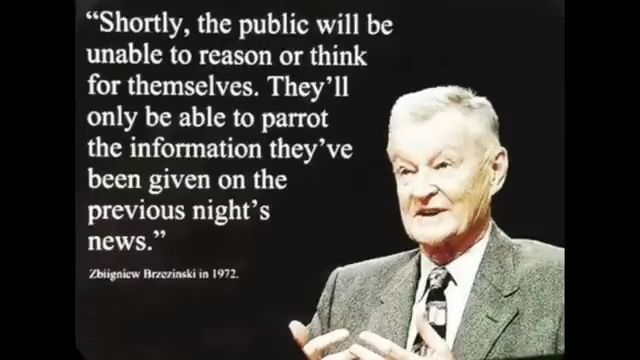 “Shortly, the public will be
unable to reason or think
for themselves. They’ll
only be able to parrot
the information they’ve
been given on the
previous night’s
news.”
Zbiigniew Brzezinski in 1972.